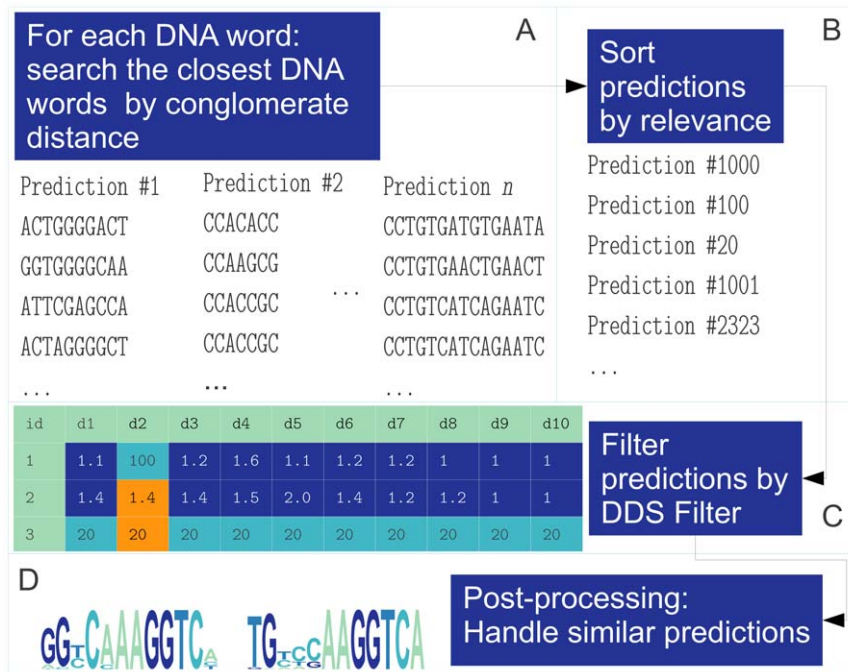 For each DNA word:
search the closest DNA
words by conglomerate
distance
A
Prediction #1
ACTGGGGACT
GGTGGGGCAA
ATTCGAGCCA
ACTAGGGGCT
...
Prediction #2
CCACACC
CCAAGCG
CCACCGC
CCACCGC
...
...
Prediction n
CCTGTGATGTGAATA
CCTGTGAACTGAACT
CCTGTCATCAGAATC
CCTGTCATCAGAATC
...
B
Sort
predictions
by relevance
Prediction #1000
Prediction #100
Prediction #20
Prediction #1001
Prediction #2323
...
id d1 d2 d3 d4 d5 d6 d7 d8 d9 d10
1 1.1 100 1.2 1.6 1.1 1.2 1.2 1 1 1
2 1.4 1.4 1.4 1.5 2.0 1.4 1.2 1.2 1 1
3 20 20 20 20 20 20 20 20 20 20
Filter
predictions by
DDS Filter
C
D
GGTCAAAGGTCA
TGTCCAAGGTCA
Post-processing:
Handle similar predictions